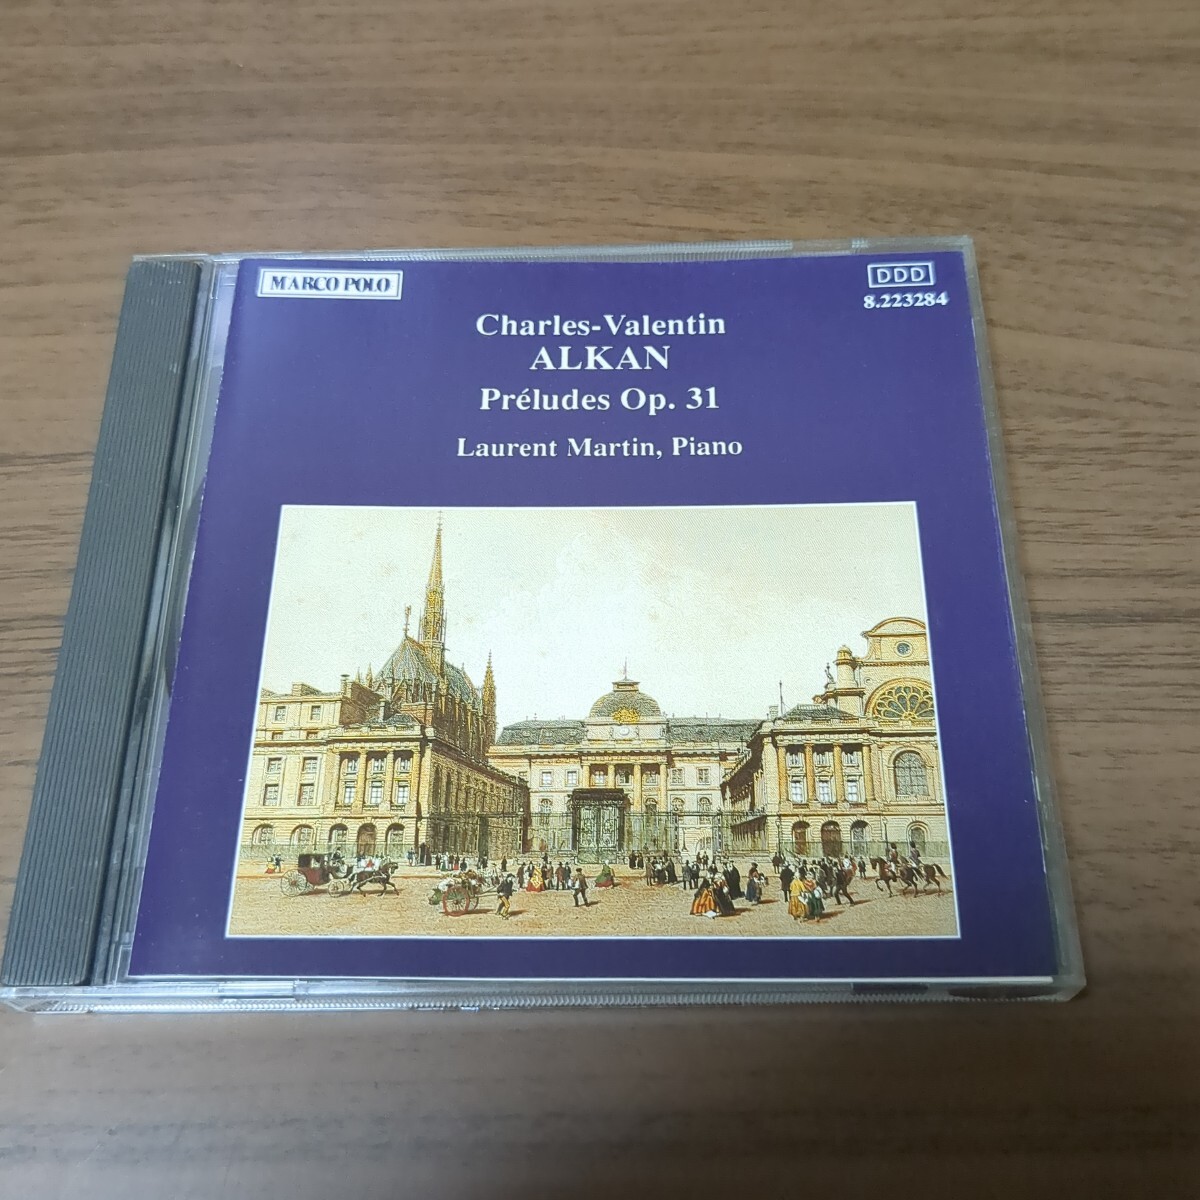 MARCO POLO
DDD
8.223284
Charles-Valentin
ALKAN
Préludes Op. 31
Laurent Martin, Piano